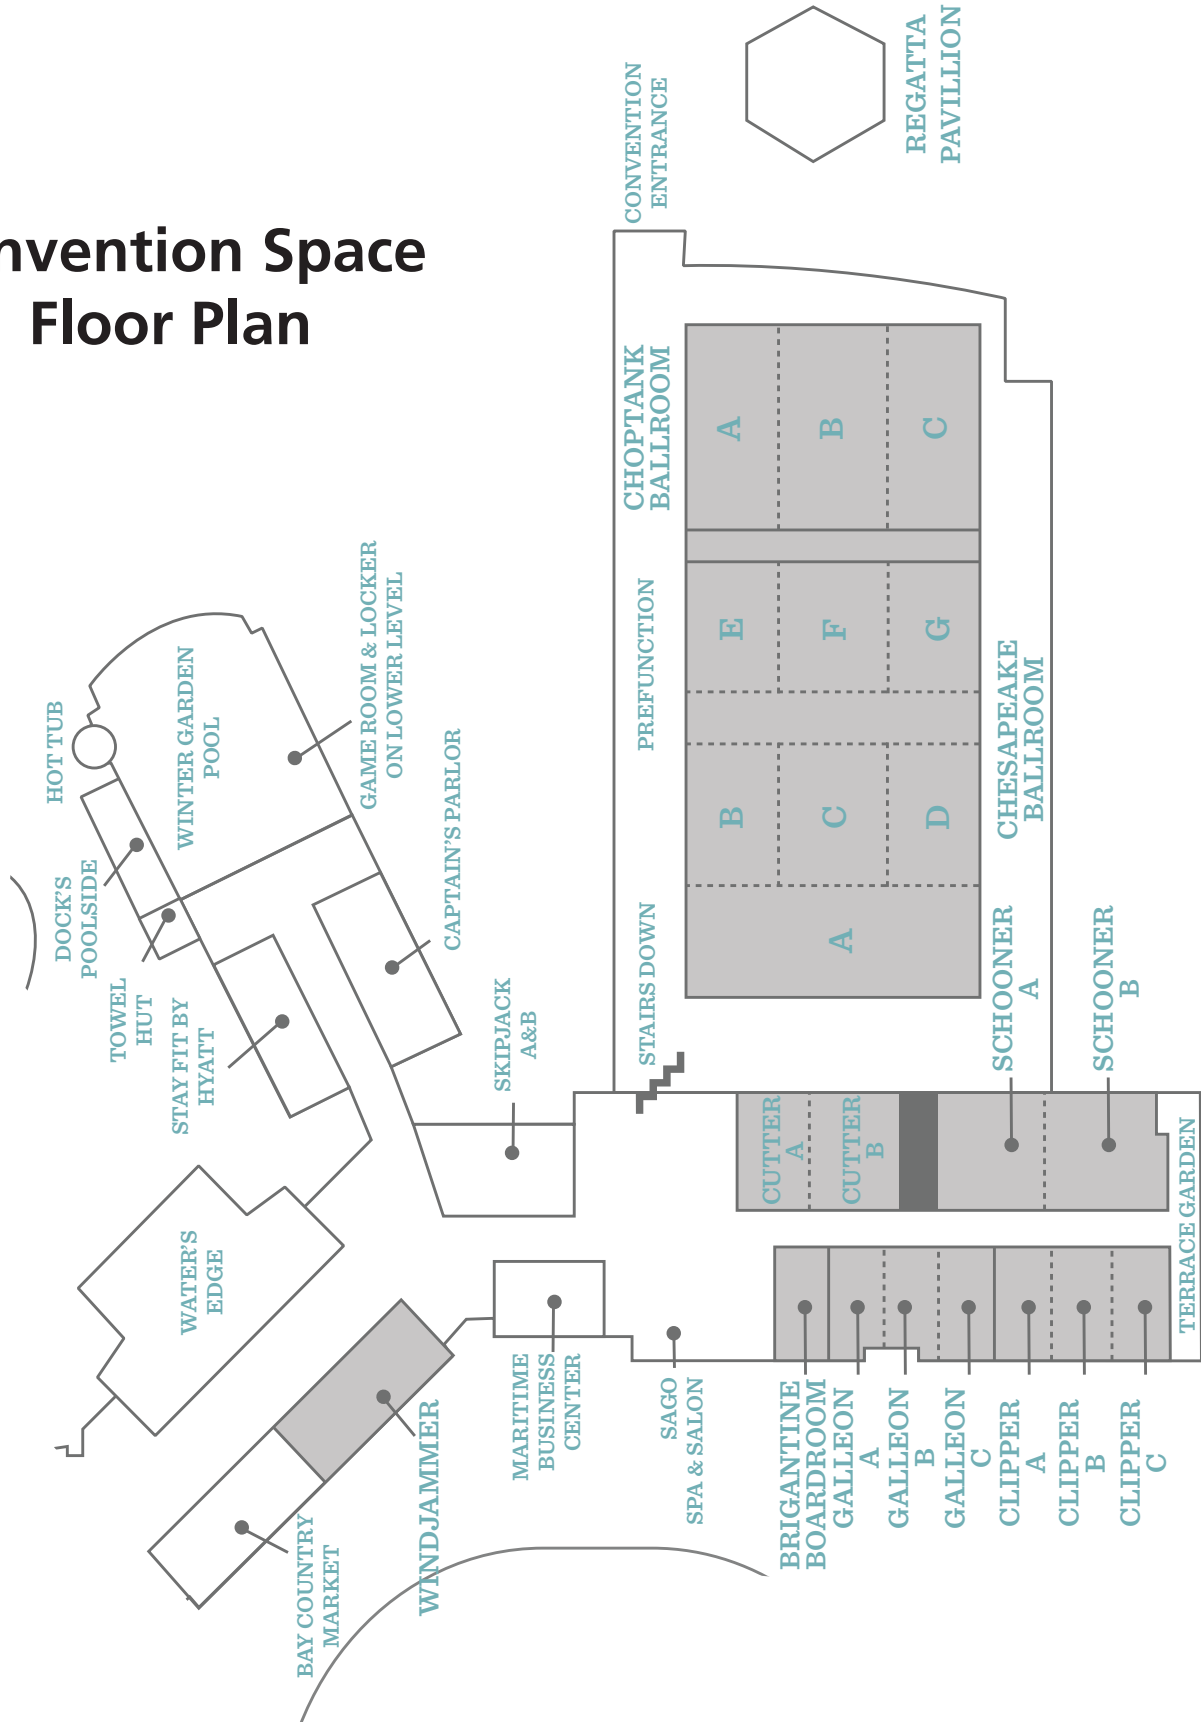 nvention Space
Floor Plan
REGATTA
PAVILLION
CONVENTION
ENTRANCE
CHOPTANK
BALLROOM
A
B
C
PREFUNCTION
E
F
G
B
C
D
A
CHESAPEAKE
BALLROOM
STAIRS DOWN
HOT TUB
WINTER GARDEN
POOL
GAME ROOM & LOCKER
ON LOWER LEVEL
DOCK'S
POOLSIDE
TOWEL
HUT
STAY FIT BY
HYATT
CAPTAIN'S PARLOR
SKIPJACK
A&B
SCHOONER
A
SCHOONER
B
CUTTER
A
CUTTER
B
TERRACE GARDEN
WATER'S
EDGE
WINDJAMMER
BAY COUNTRY
MARKET
MARITIME
BUSINESS
CENTER
SAGO
SPA & SALON
BRIGANTINE
BOARDROOM
GALLEON
A
GALLEON
B
GALLEON
C
CLIPPER
A
CLIPPER
B
CLIPPER
C